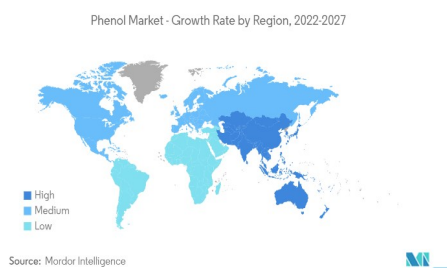 Phenol Market - Growth Rate by Region, 2022-2027
High
Medium
Low
Source: Mordor Intelligence